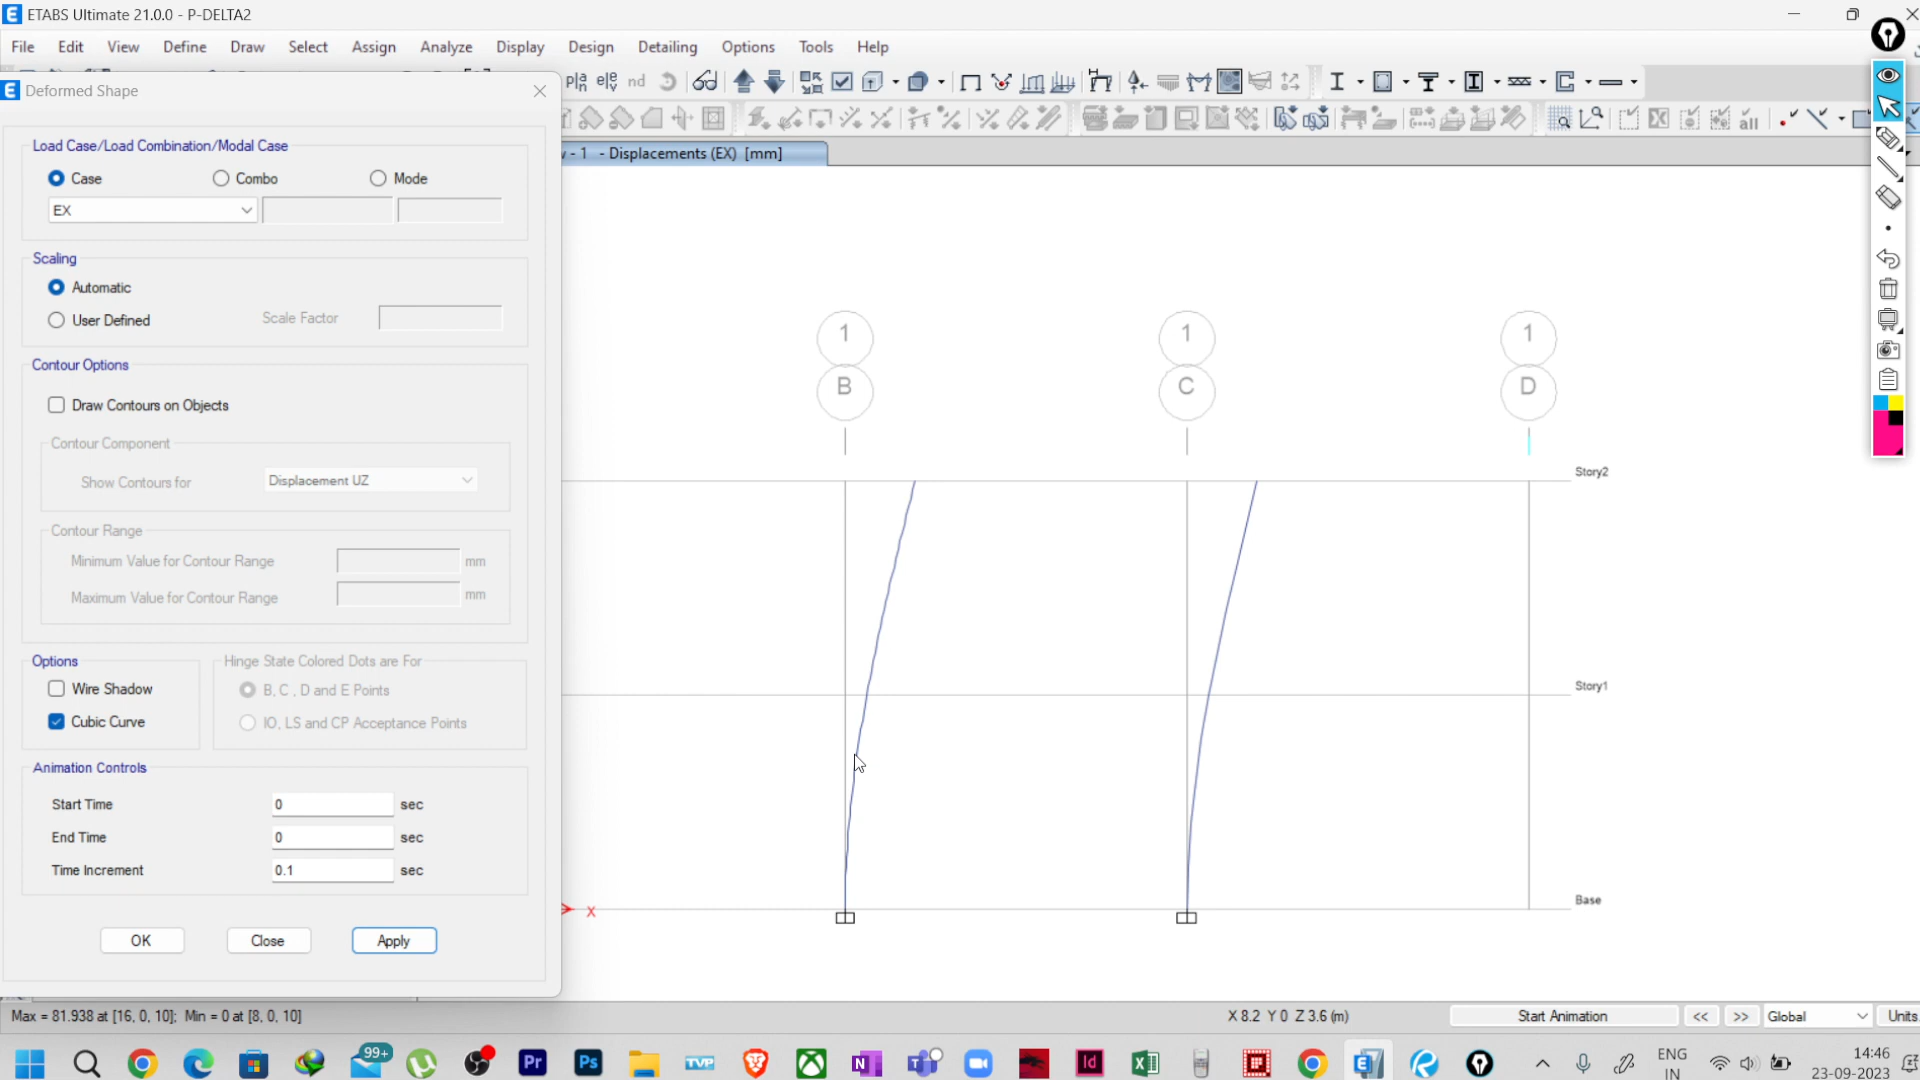 ETABS Ultimate 21.0.0 - P-DELTA2
File Edit View Define Draw Select Assign Analyze Display Design Detailing Options Tools Help
nd
all
Deformed Shape
- 1 - Displacements (EX) [mm]
Load Case/Load Combination/Modal Case
Case Combo Mode
EX
Scaling
Automatic
User Defined
Scale Factor
Contour Options
Draw Contours on Objects
Contour Component
Show Contours for Displacement UZ
Contour Range
Minimum Value for Contour Range mm
Maximum Value for Contour Range mm
Options
Wire Shadow
Cubic Curve
Hinge State Colored Dots are For
B, C , D and E Points
IO, LS and CP Acceptance Points
Animation Controls
Start Time 0 sec
End Time 0 sec
Time Increment 0.1 sec
OK Close Apply
1 1 1
B C D
Story2
Story1
Base
X
Max = 81.938 at [16, 0, 10]; Min = 0 at [8, 0, 10]
X 8.2 Y 0 Z 3.6 (m)
Start Animation << >> Global Units
99+
Pr Ps TVP N Id
ENG
IN
14:46
23-09-2023